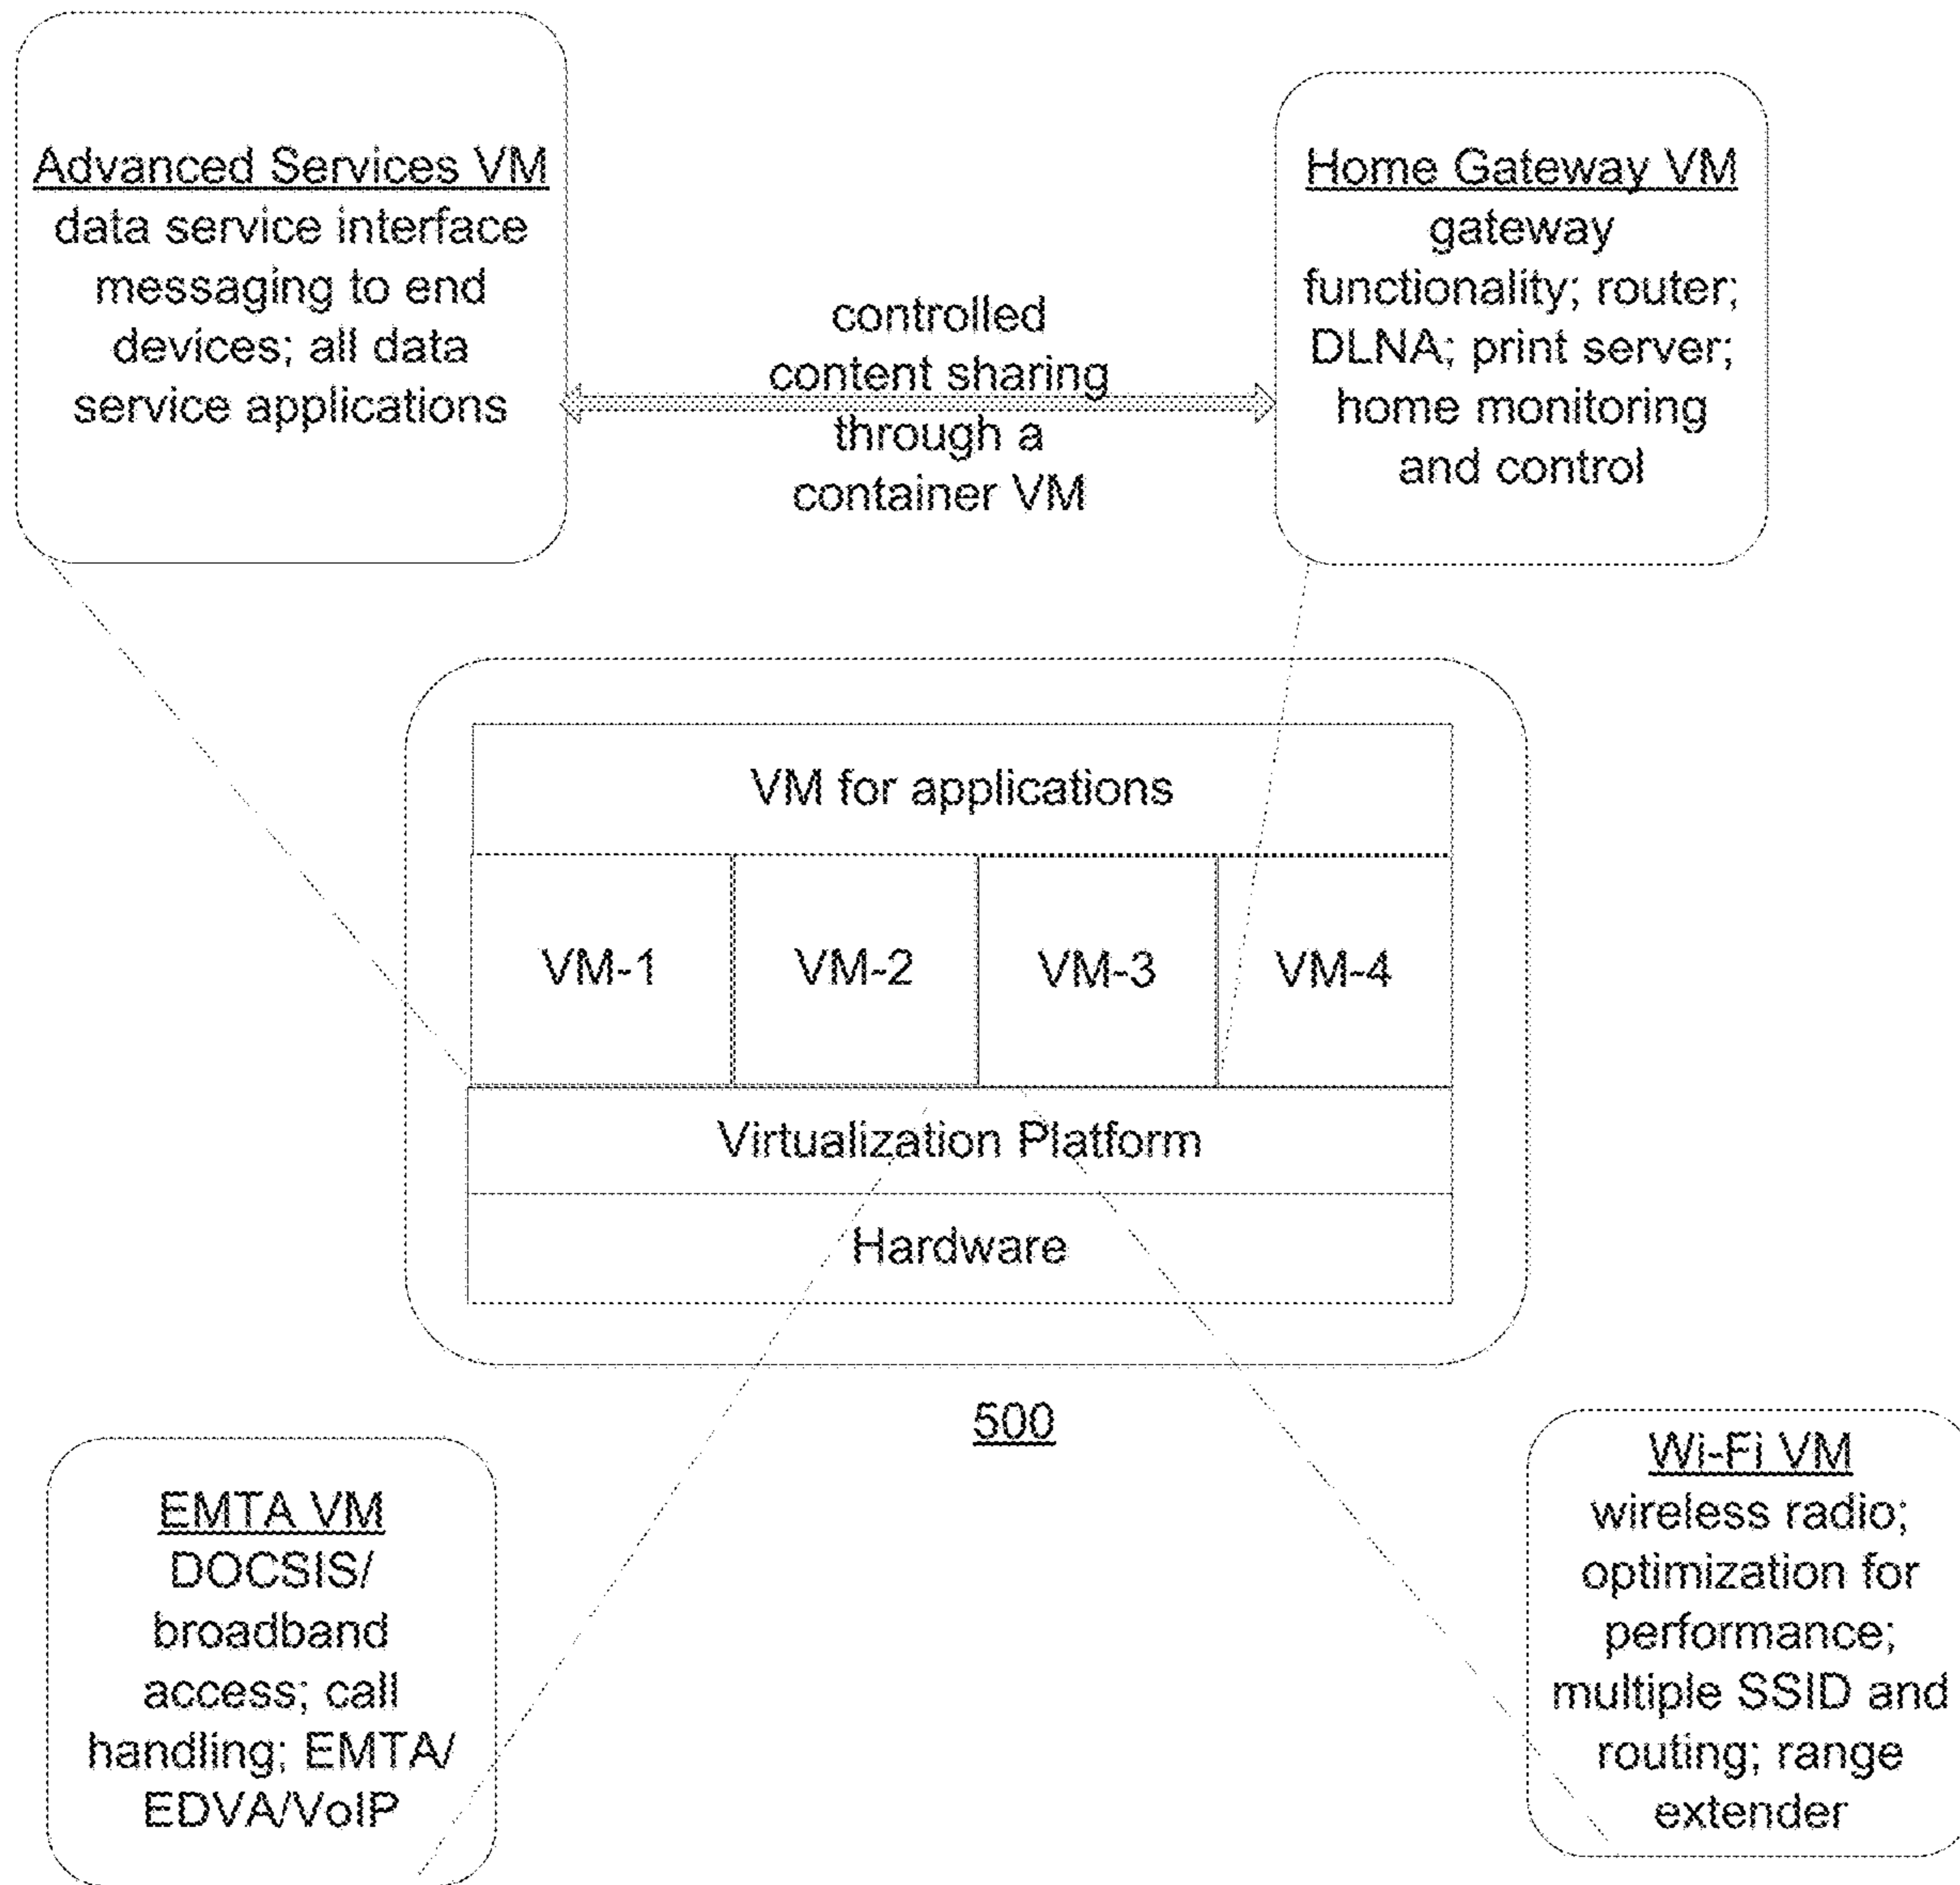 Advanced Services VM
data service interface
messaging to end
devices; all data
service applications
controlled
content sharing
through a
container VM
Home Gateway VM
gateway
functionality; router;
DLNA; print server;
home monitoring
and control
VM for applications
VM-1
VM-2
VM-3
VM-4
Virtualization Platform
Hardware
500
EMTA VM
DOCSIS/
broadband
access; call
handling; EMTA/
EDVA/VoIP
Wi-Fi VM
wireless radio;
optimization for
performance;
multiple SSID and
routing; range
extender